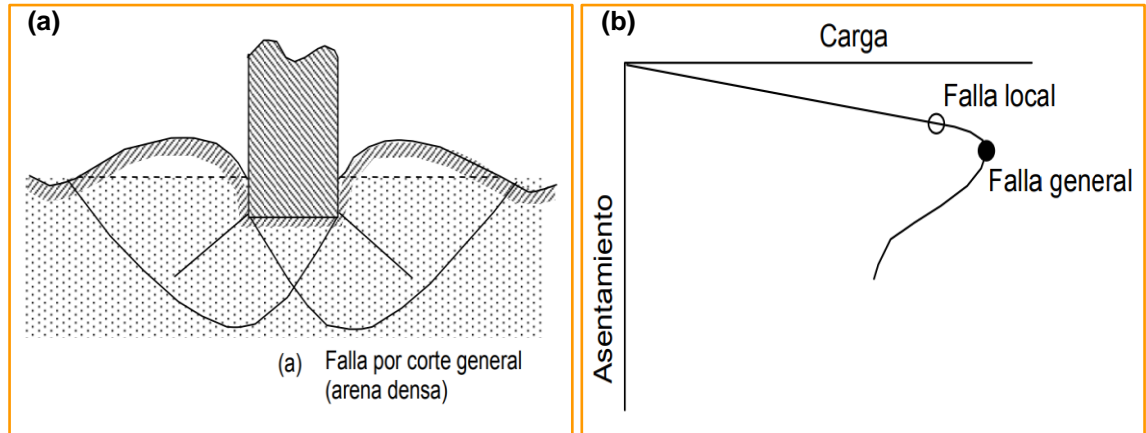 (a)
(a) Falla por corte general
(arena densa)
(b)
Carga
Falla local
Falla general
Asentamiento